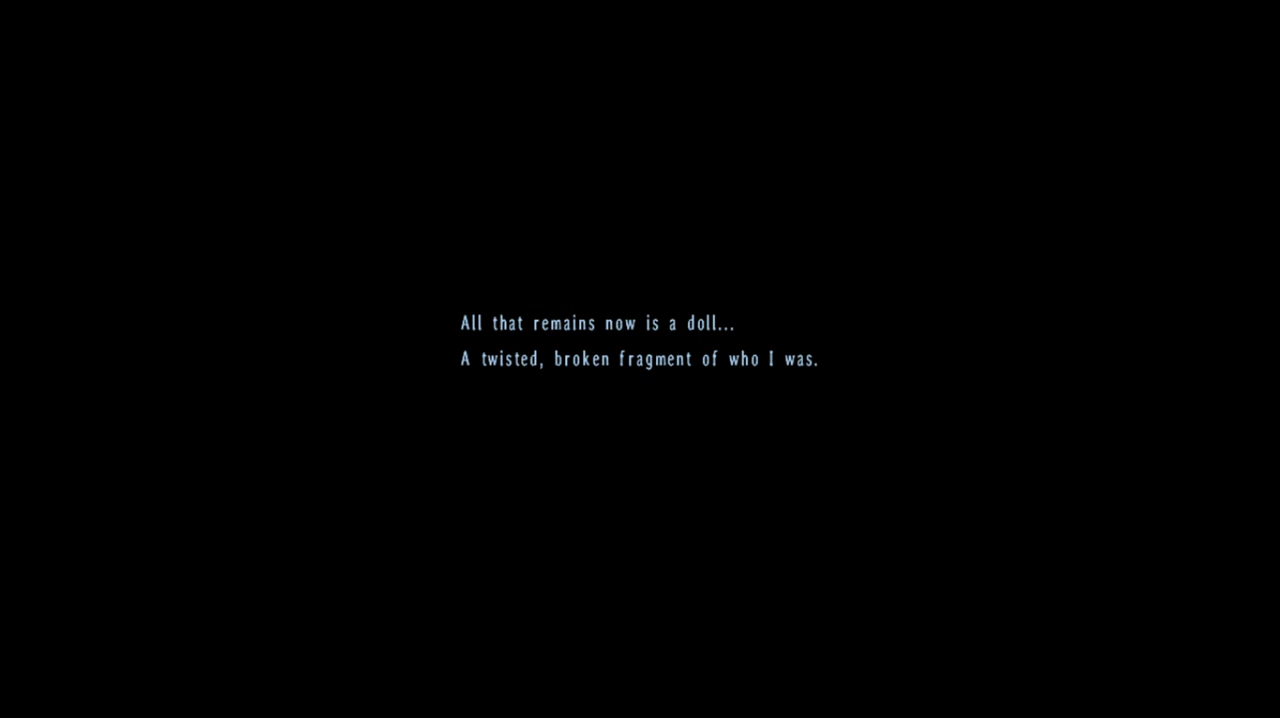 All that remains now is a doll...
A twisted, broken fragment of who I was.